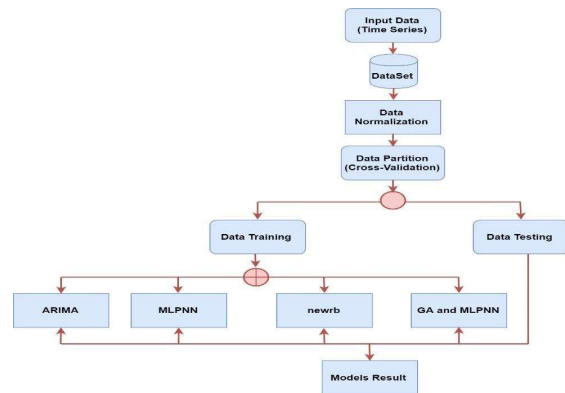 Input Data
(Time Series)
DataSet
Data
Normalization
Data Partition
(Cross-Validation)
Data Training
Data Testing
ARIMA
MLPNN
newrb
GA and MLPNN
Models Result